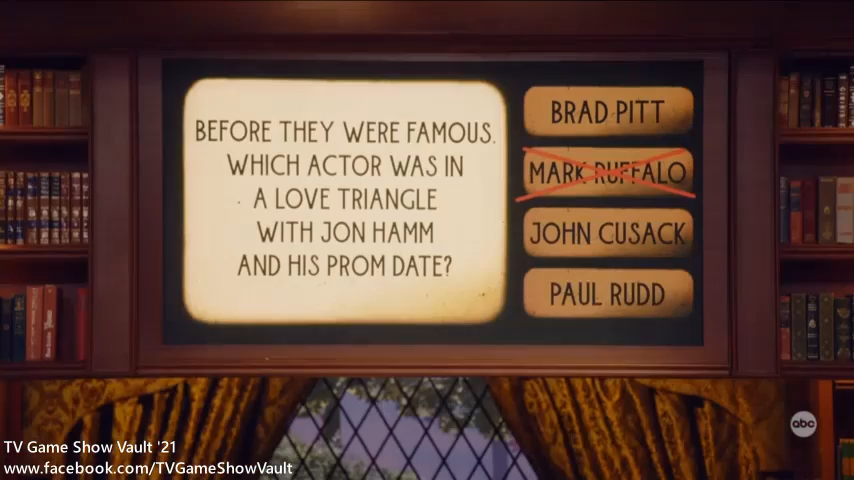 BEFORE THEY WERE FAMOUS,
WHICH ACTOR WAS IN
A LOVE TRIANGLE
WITH JON HAMM
AND HIS PROM DATE?
BRAD PITT
MARK RUFFALO
JOHN CUSACK
PAUL RUDD
abc
TV Game Show Vault '21
www.facebook.com/TVGameShowVault